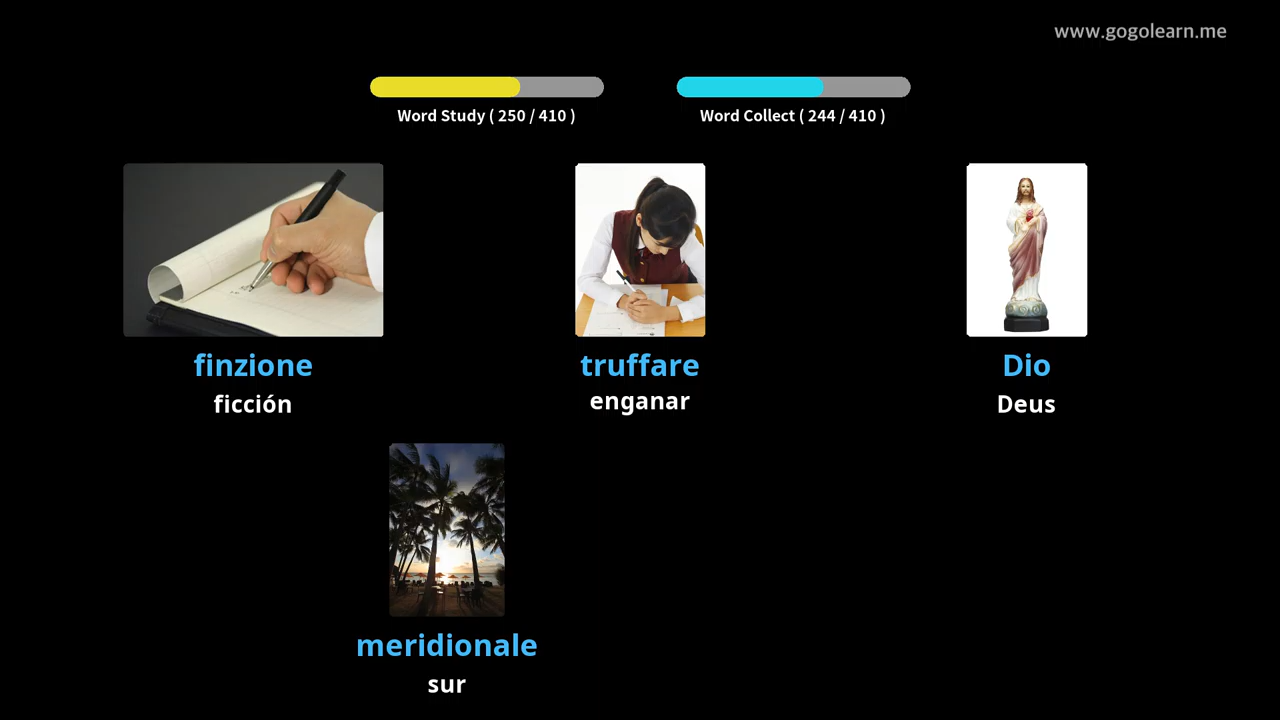 www.gogolearn.me
Word Study ( 250 / 410 )
Word Collect ( 244 / 410 )
finzione
ficción
truffare
enganar
Dio
Deus
meridionale
sur